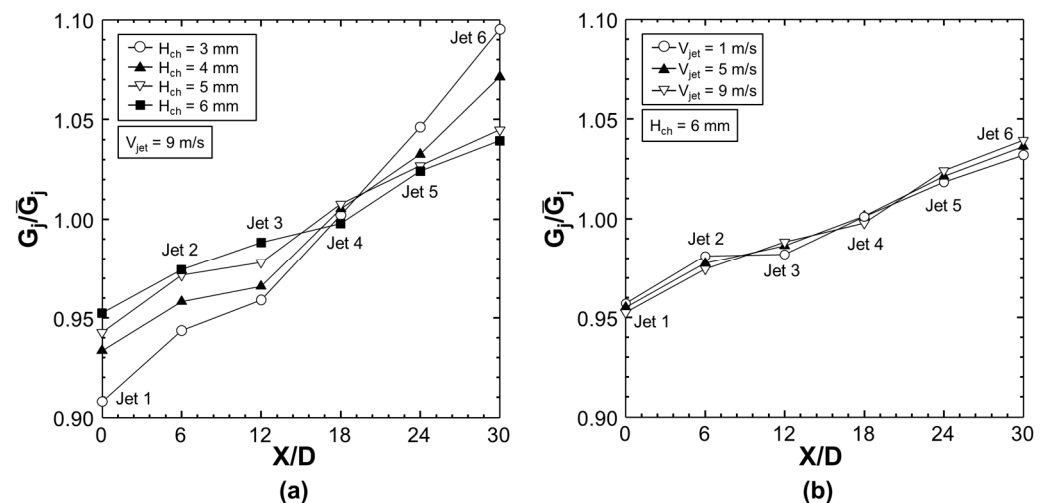 1.10
1.05
1.00
0.95
0.90
G_j/G̅_j
H_ch = 3 mm
H_ch = 4 mm
H_ch = 5 mm
H_ch = 6 mm
V_jet = 9 m/s
Jet 1
Jet 2
Jet 3
Jet 4
Jet 5
Jet 6
0 6 12 18 24 30
X/D
(a)
1.10
1.05
1.00
0.95
0.90
G_j/G̅_j
V_jet = 1 m/s
V_jet = 5 m/s
V_jet = 9 m/s
H_ch = 6 mm
Jet 1
Jet 2
Jet 3
Jet 4
Jet 5
Jet 6
0 6 12 18 24 30
X/D
(b)